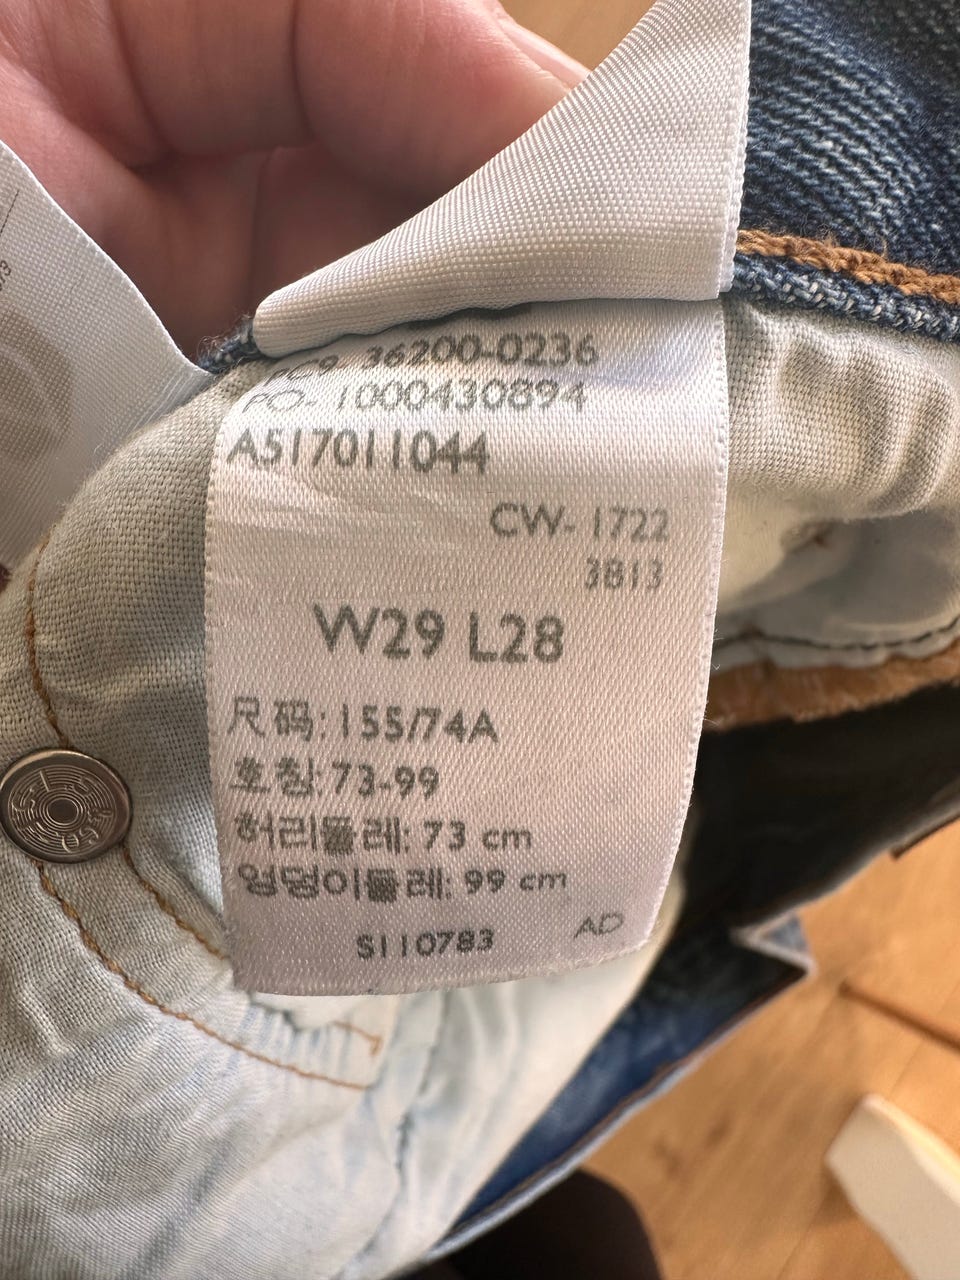 PC9 36200-0236
PO- 1000430894
A517011044
CW- 1722
3813
W29 L28
尺码: 155/74A
호칭: 73-99
허리둘레: 73 cm
엉덩이둘레: 99 cm
S110783
AD